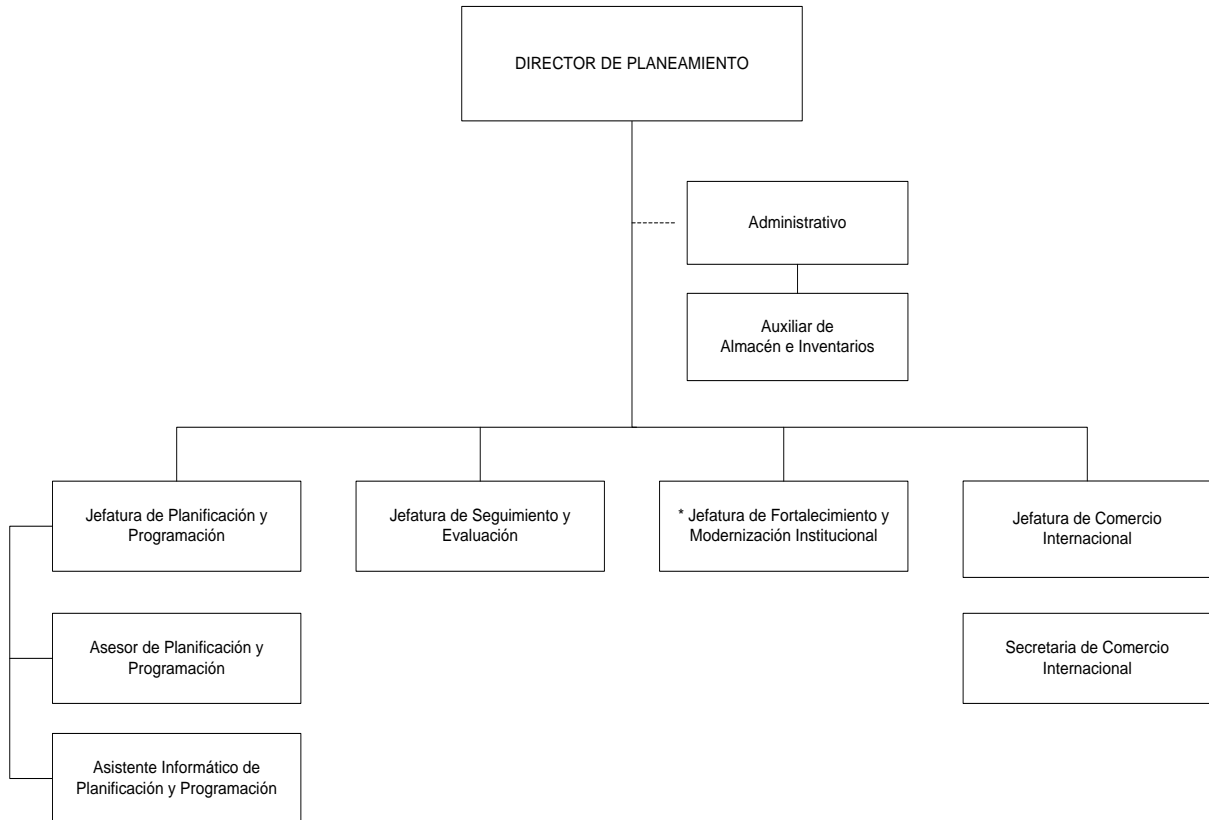 DIRECTOR DE PLANEAMIENTO
Administrativo
Auxiliar de
Almacén e Inventarios
Jefatura de Planificación y
Programación
Jefatura de Seguimiento y
Evaluación
* Jefatura de Fortalecimiento y
Modernización Institucional
Jefatura de Comercio
Internacional
Asesor de Planificación y
Programación
Secretaria de Comercio
Internacional
Asistente Informático de
Planificación y Programación